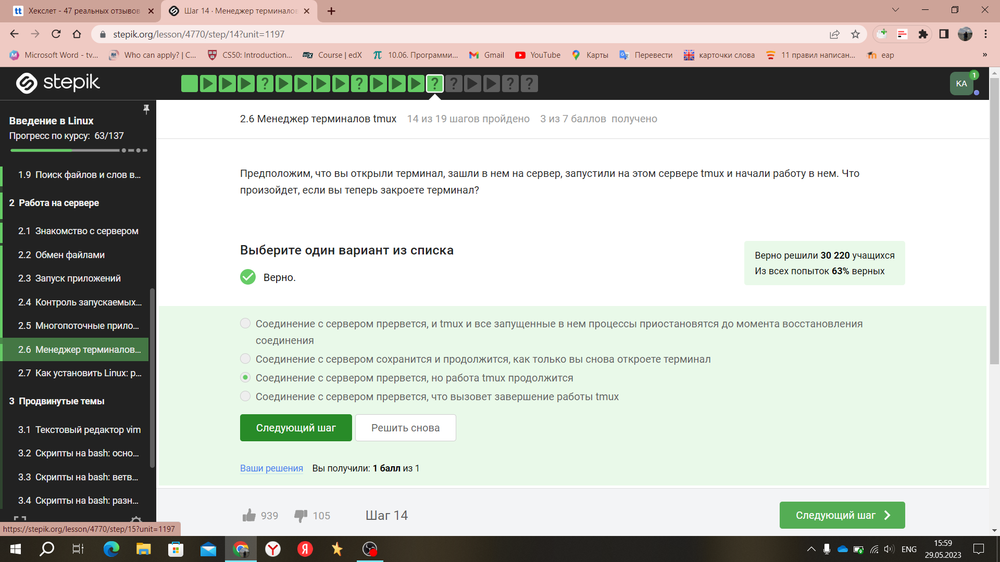 Хекслет - 47 реальных отзывов
Шаг 14 · Менеджер терминалов
stepik.org/lesson/4770/step/14?unit=1197
Microsoft Word - tv...
Who can apply? | C...
CS50: Introduction...
edX
Course | edX
10.06. Программи...
Gmail
YouTube
Карты
Перевести
карточки слова
11 правил написан...
eap
»
stepik
? ? ? ? ? ?
KA
1
Введение в Linux
Прогресс по курсу: 63/137
1.9 Поиск файлов и слов в...
2 Работа на сервере
2.1 Знакомство с сервером
2.2 Обмен файлами
2.3 Запуск приложений
2.4 Контроль запускаемых...
2.5 Многопоточные прило...
2.6 Менеджер терминалов...
2.7 Как установить Linux: р...
3 Продвинутые темы
3.1 Текстовый редактор vim
3.2 Скрипты на bash: осно...
3.3 Скрипты на bash: ветв...
3.4 Скрипты на bash: разн...
2.6 Менеджер терминалов tmux 14 из 19 шагов пройдено 3 из 7 баллов получено
Предположим, что вы открыли терминал, зашли в нем на сервер, запустили на этом сервере tmux и начали работу в нем. Что
произойдет, если вы теперь закроете терминал?
Выберите один вариант из списка
Верно.
Верно решили 30 220 учащихся
Из всех попыток 63% верных
Соединение с сервером прервется, и tmux и все запущенные в нем процессы приостановятся до момента восстановления
соединения
Соединение с сервером сохранится и продолжится, как только вы снова откроете терминал
Соединение с сервером прервется, но работа tmux продолжится
Соединение с сервером прервется, что вызовет завершение работы tmux
Следующий шаг
Решить снова
Ваши решения Вы получили: 1 балл из 1
939
105
Шаг 14
Следующий шаг
https://stepik.org/lesson/4770/step/15?unit=1197
ENG
15:59
29.05.2023